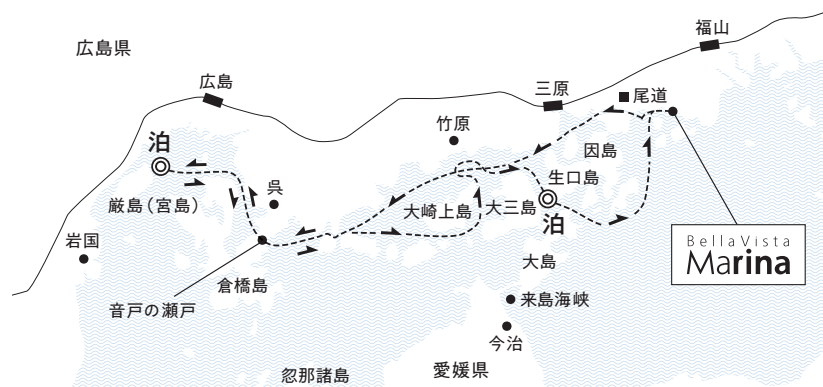 福山
広島県
広島
三原
尾道
竹原
泊
因島
生口島
呉
厳島（宮島）
大崎上島
大三島
泊
岩国
BellaVista
Marina
大島
倉橋島
来島海峡
音戸の瀬戸
今治
忽那諸島
愛媛県